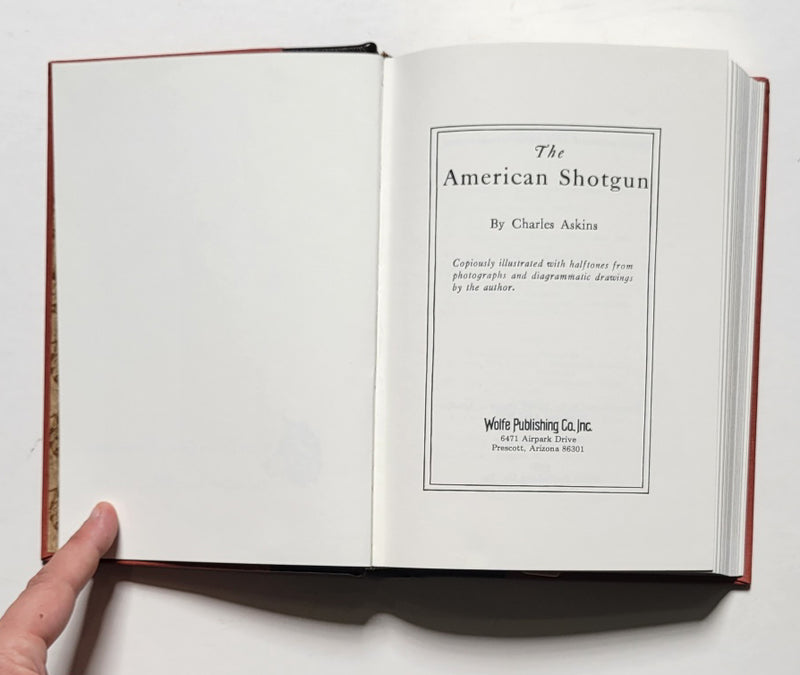 The
American Shotgun
By Charles Askins
Copiously illustrated with halftones from
photographs and diagrammatic drawings
by the author.
Wolfe Publishing Co. Inc.
6471 Airpark Drive
Prescott, Arizona 86301